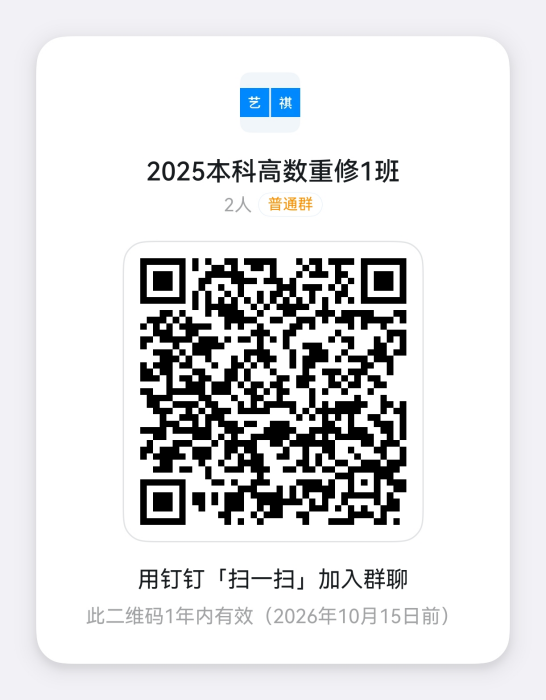 艺 祺
2025本科高数重修1班
2人 普通群
用钉钉「扫一扫」加入群聊
此二维码1年内有效（2026年10月15日前）